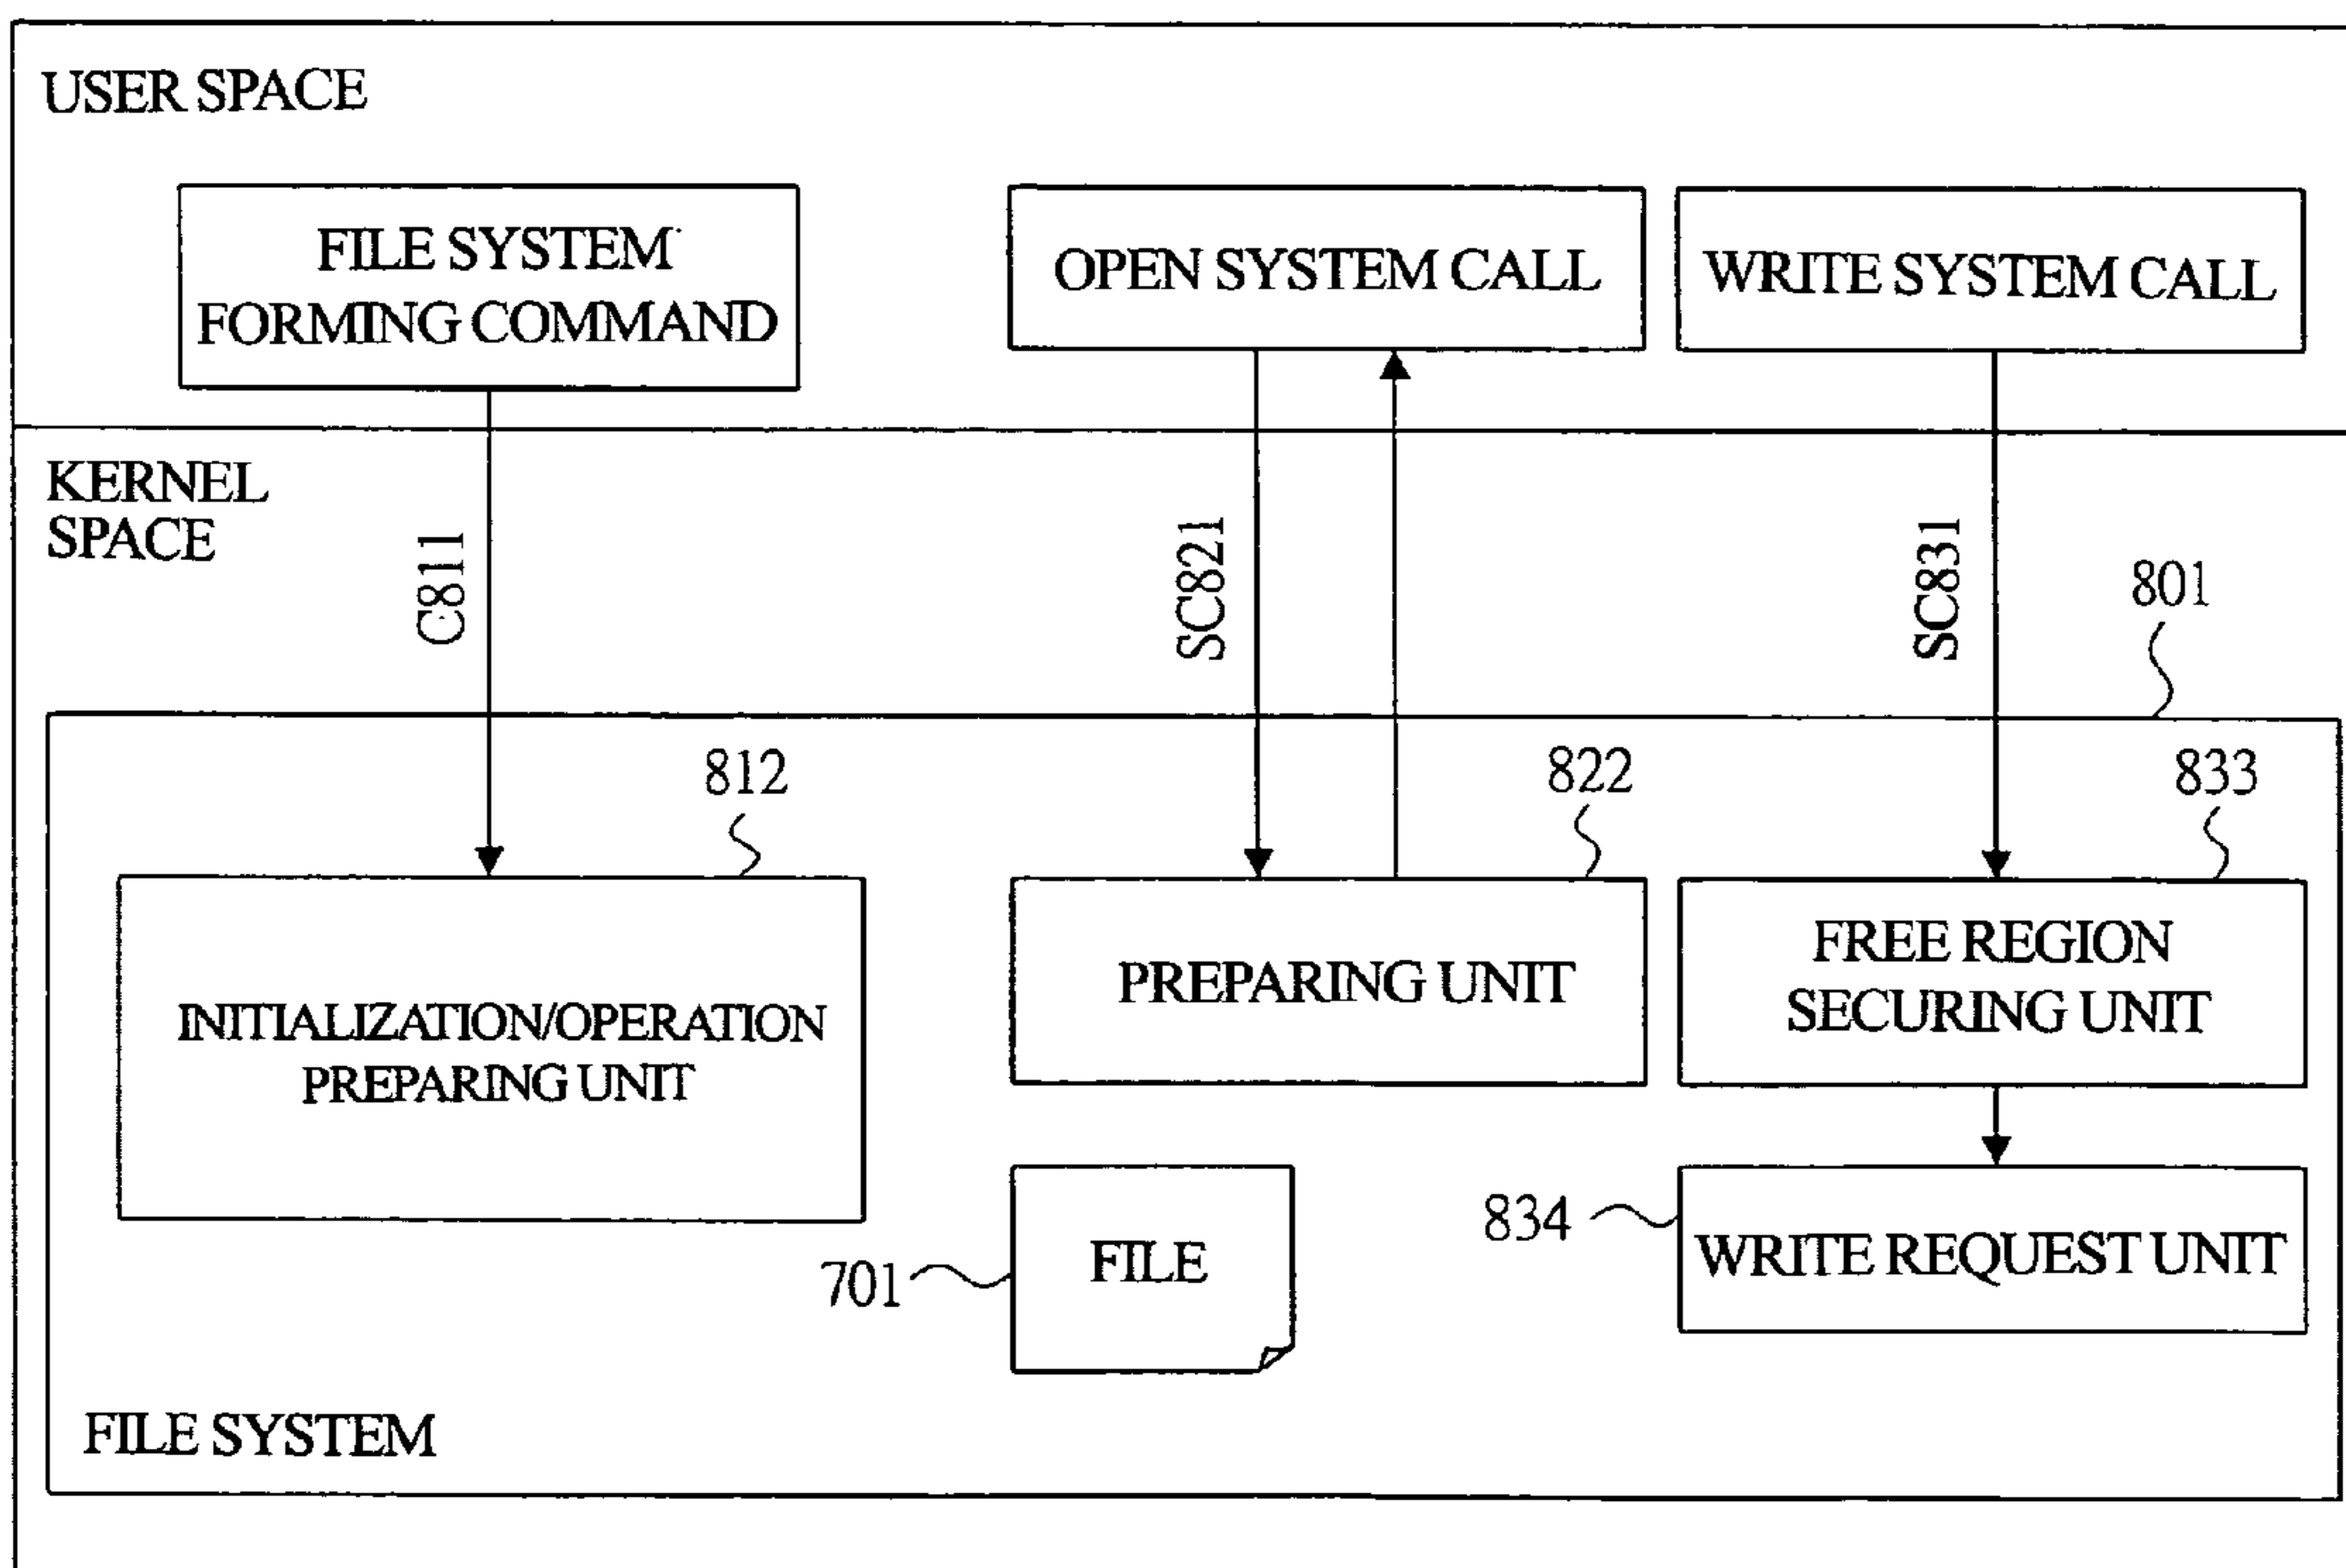 USER SPACE
FILE SYSTEM
FORMING COMMAND
OPEN SYSTEM CALL
WRITE SYSTEM CALL
KERNEL
SPACE
C811
SC821
SC831
801
812
822
833
INITIALIZATION/OPERATION
PREPARING UNIT
PREPARING UNIT
FREE REGION
SECURING UNIT
834
WRITE REQUEST UNIT
701
FILE
FILE SYSTEM